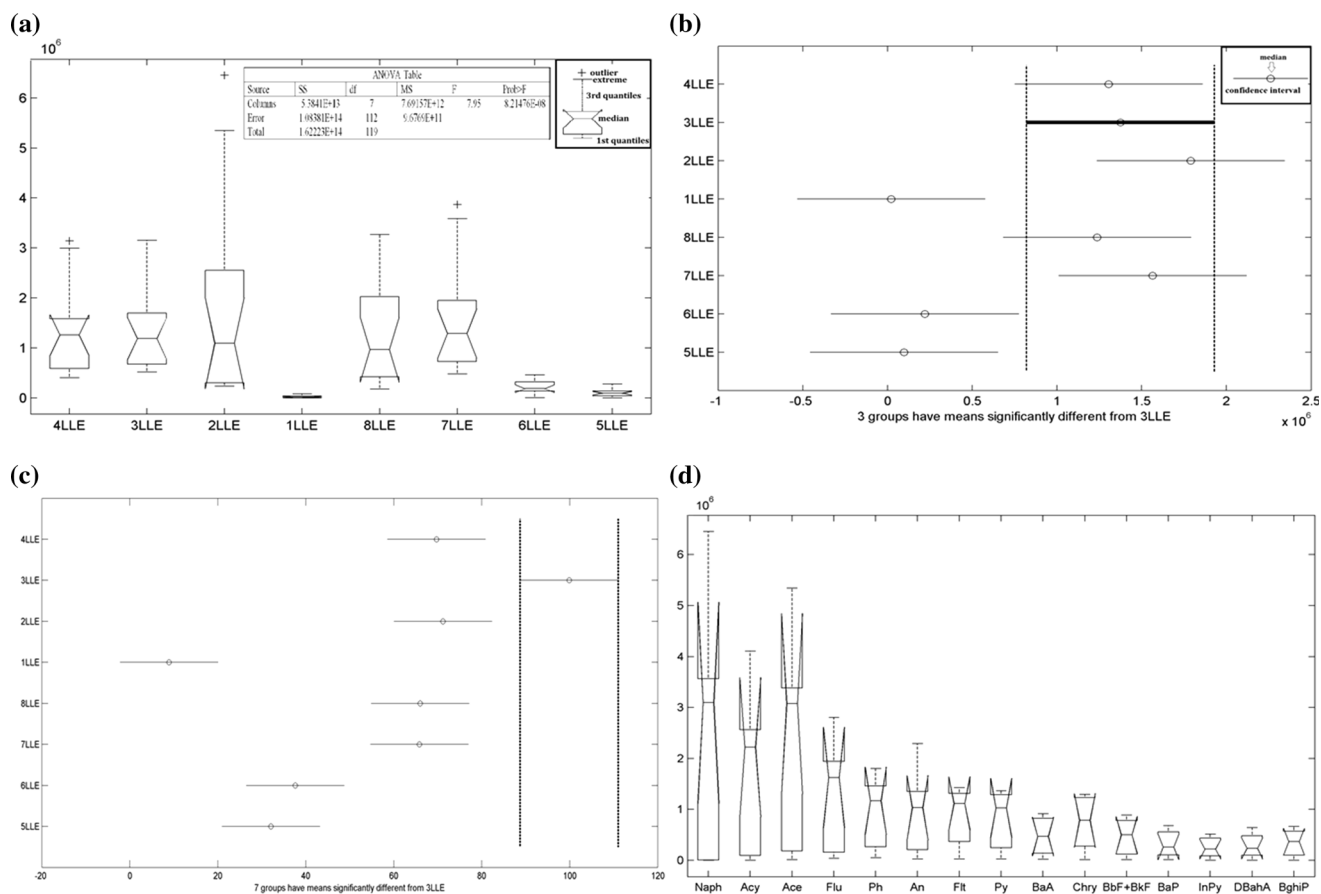 (a)
10⁶
6
5
4
3
2
1
0
ANOVA Table
Source SS df MS F Prob>F
Columns 5.3841E+13 7 7.69157E+12 7.95 8.21476E-08
Error 1.08381E+14 112 9.6769E+11
Total 1.62223E+14 119
outlier
extreme
3rd quantiles
median
1st quantiles
4LLE 3LLE 2LLE 1LLE 8LLE 7LLE 6LLE 5LLE
(b)
median
confidence interval
4LLE
3LLE
2LLE
1LLE
8LLE
7LLE
6LLE
5LLE
-1 -0.5 0 0.5 1 1.5 2 2.5
x 10⁶
3 groups have means significantly different from 3LLE
(c)
4LLE
3LLE
2LLE
1LLE
8LLE
7LLE
6LLE
5LLE
-20 0 20 40 60 80 100 120
7 groups have means significantly different from 3LLE
(d)
10⁶
6
5
4
3
2
1
0
Naph Acy Ace Flu Ph An Flt Py BaA Chry BbF+BkF BaP InPy DBahA BghiP